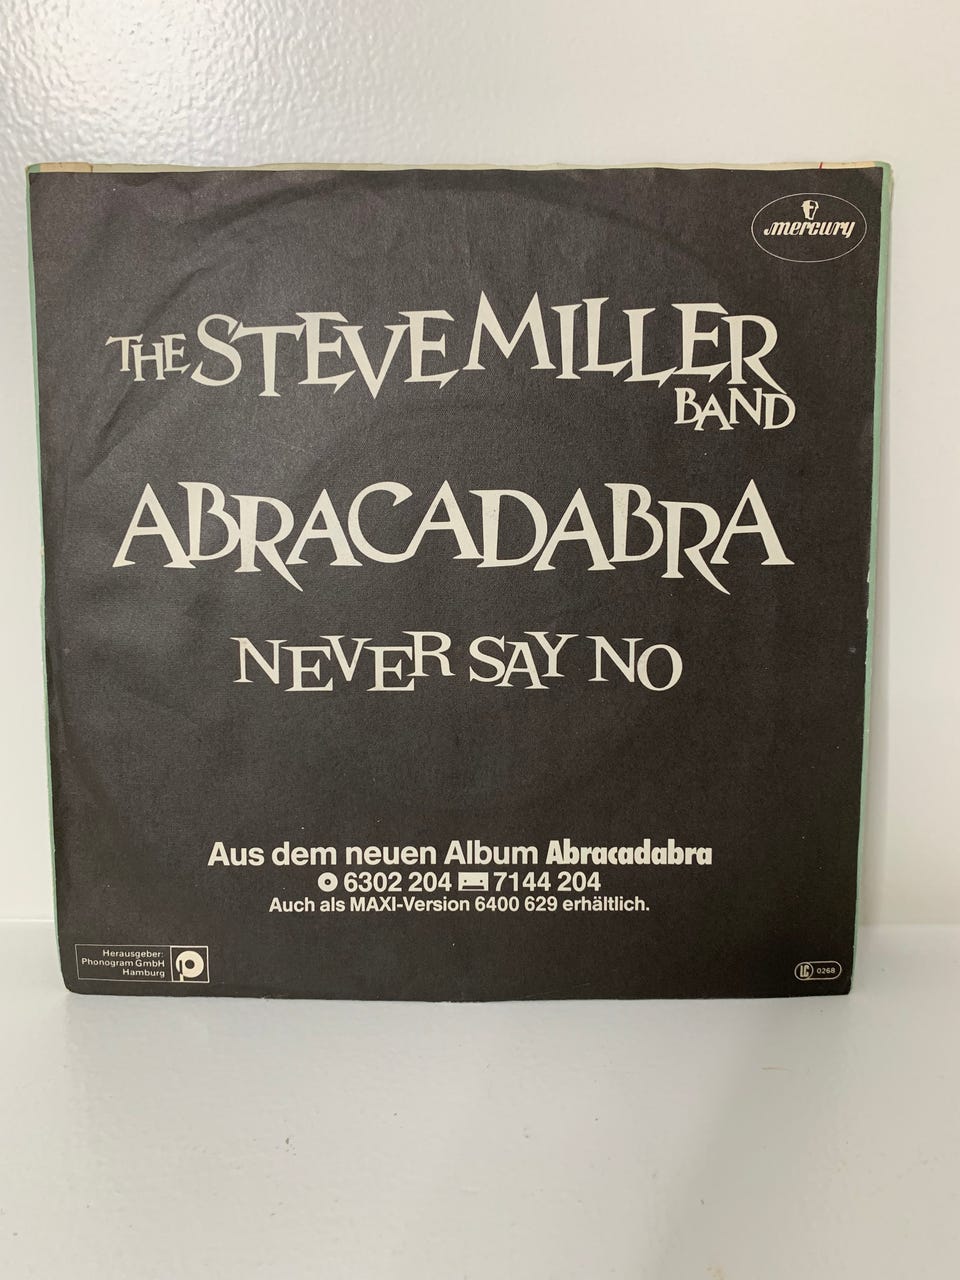 mercury
THE STEVE MILLER
BAND
ABRACADABRA
NEVER SAY NO
Aus dem neuen Album Abracadabra
6302 204 7144 204
Auch als MAXI-Version 6400 629 erhältlich.
Herausgeber:
Phonogram GmbH
Hamburg
LC 0268